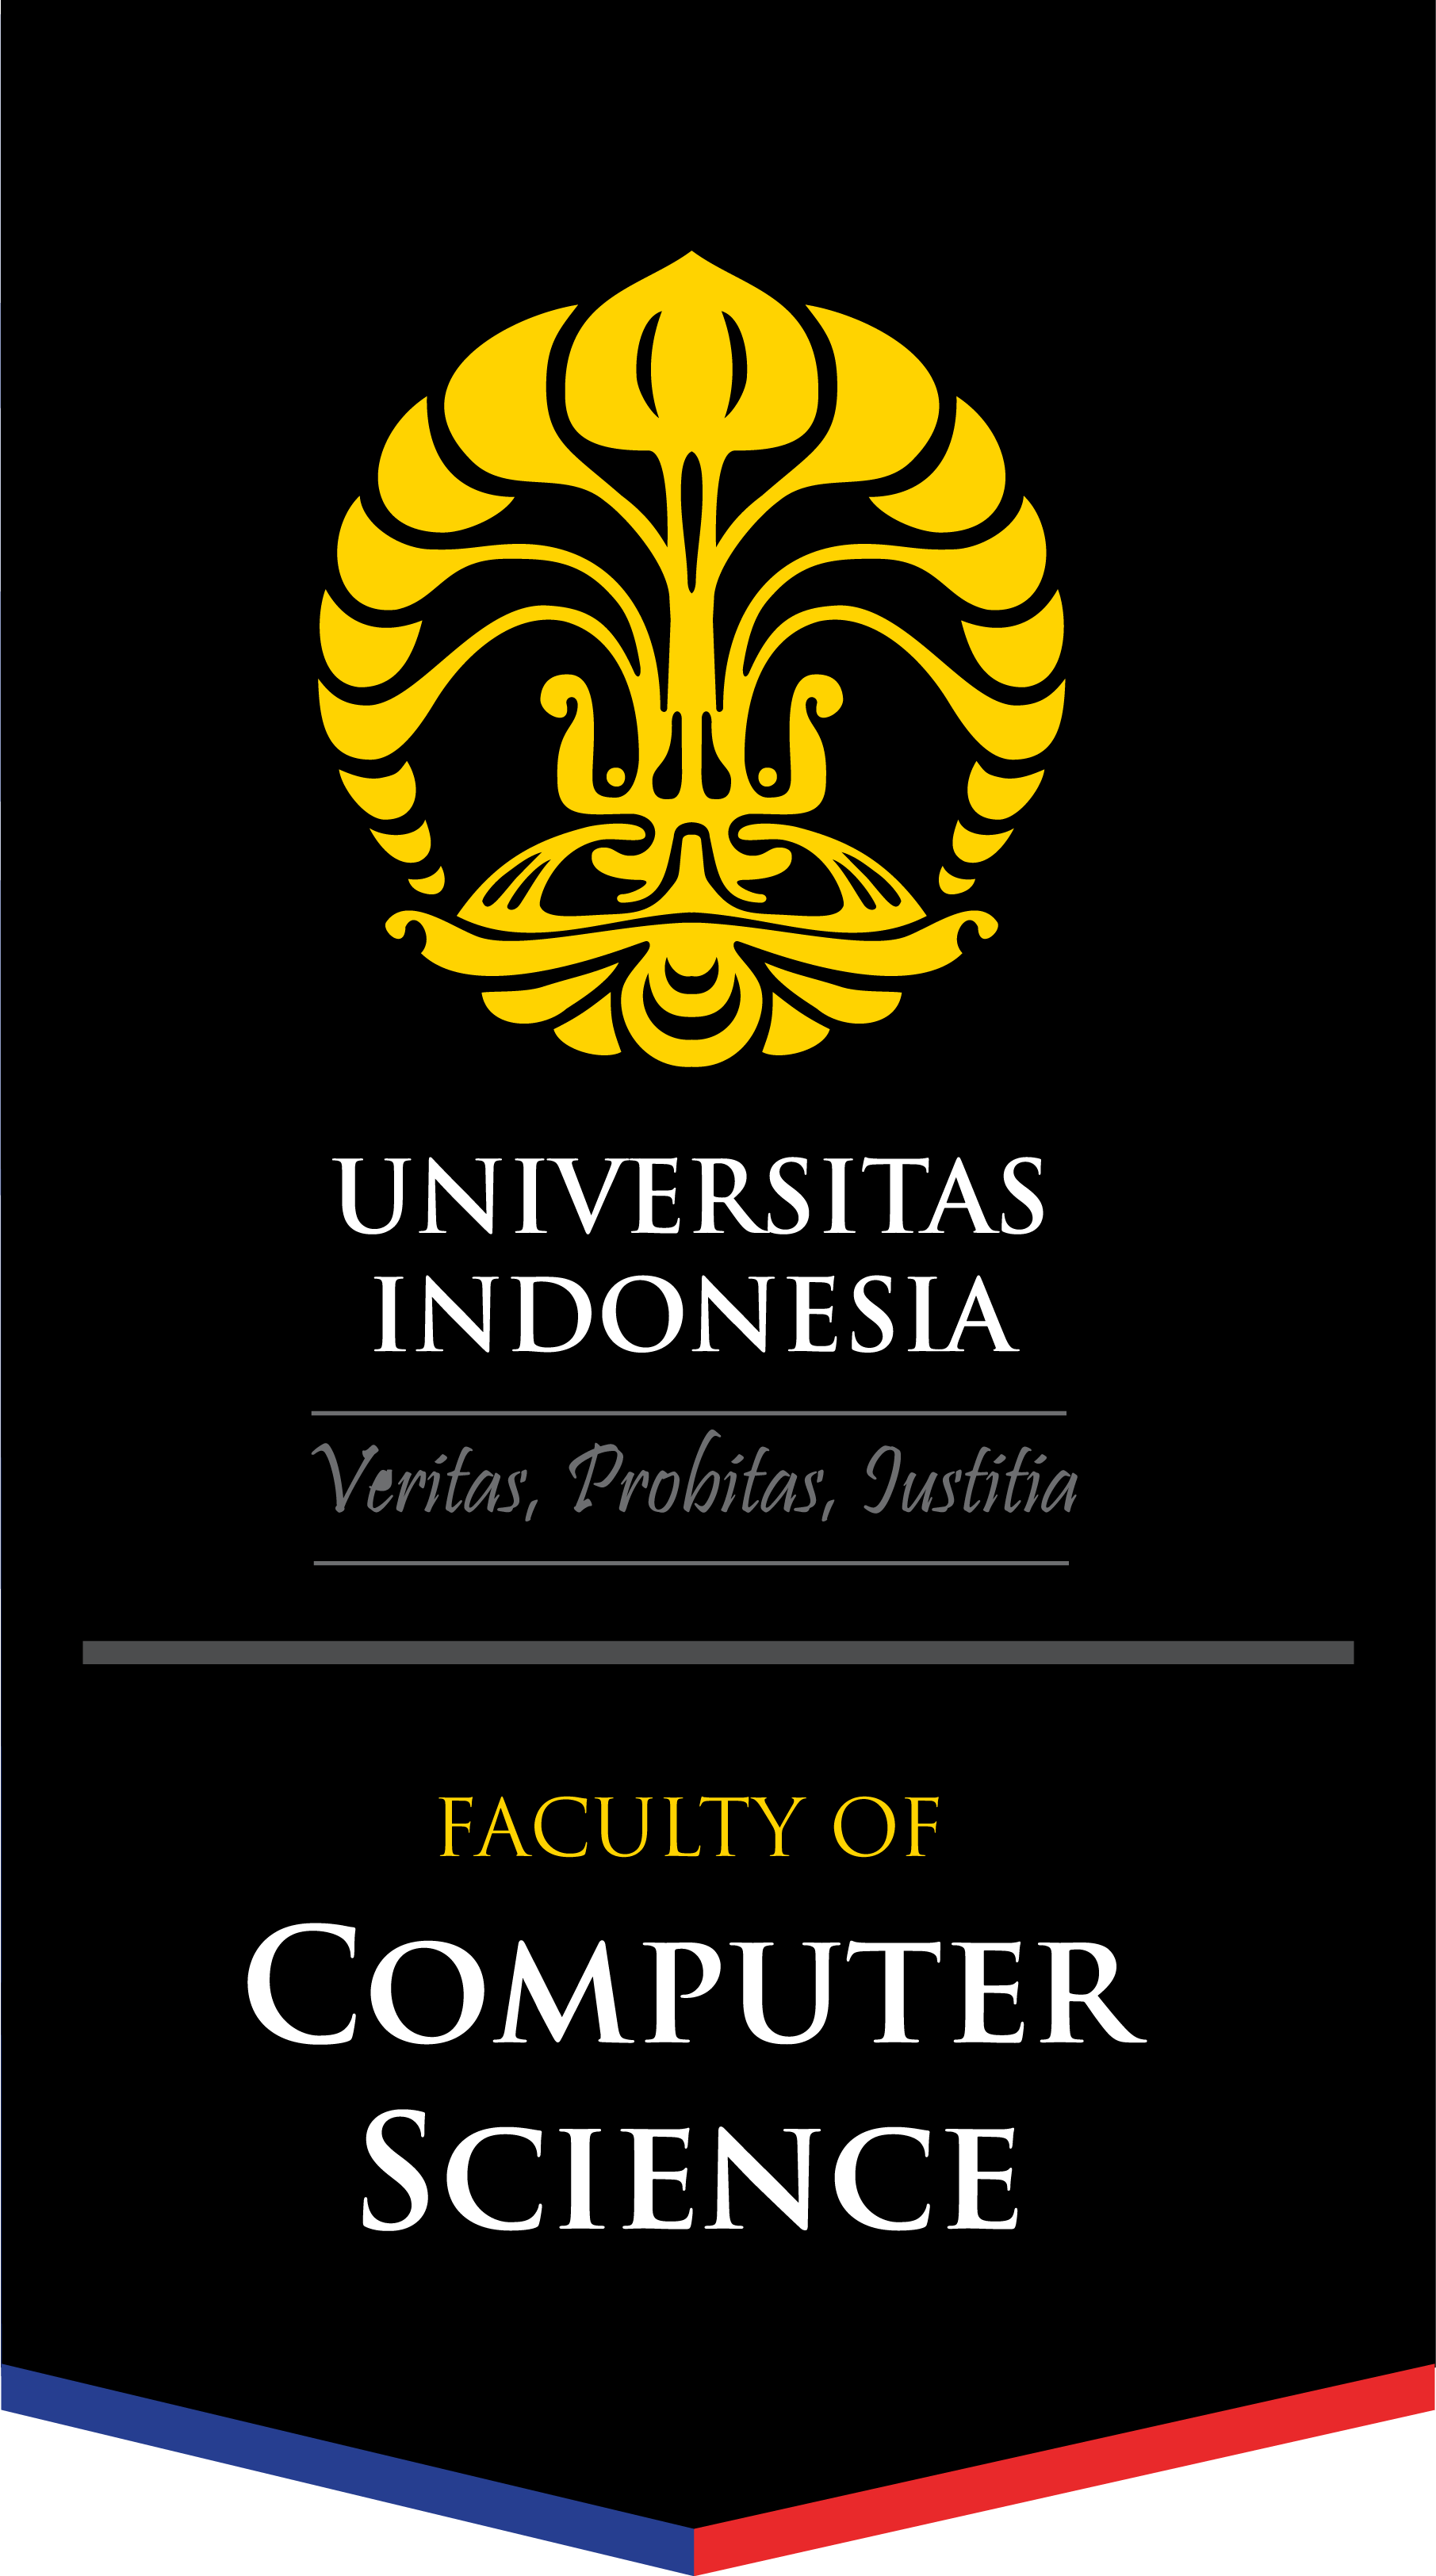 UNIVERSITAS
INDONESIA
Veritas, Probitas, Iustitia
FACULTY OF
COMPUTER
SCIENCE